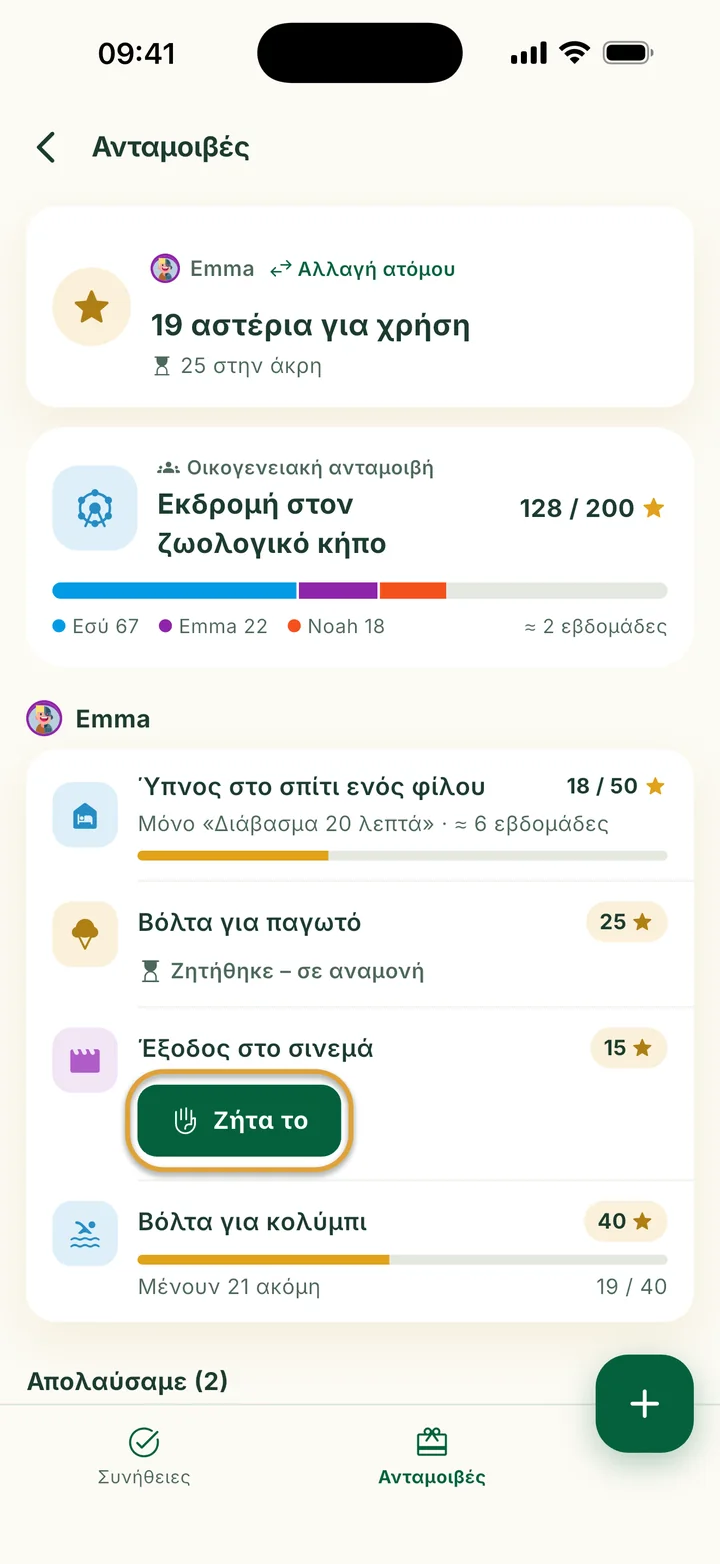 09:41
Ανταμοιβές
Emma Αλλαγή ατόμου
19 αστέρια για χρήση
25 στην άκρη
Οικογενειακή ανταμοιβή
Εκδρομή στον
ζωολογικό κήπο
128 / 200
Εσύ 67 Emma 22 Noah 18 ≈ 2 εβδομάδες
Emma
Ύπνος στο σπίτι ενός φίλου 18 / 50
Μόνο «Διάβασμα 20 λεπτά» · ≈ 6 εβδομάδες
Βόλτα για παγωτό 25
Ζητήθηκε – σε αναμονή
Έξοδος στο σινεμά 15
Ζήτα το
Βόλτα για κολύμπι 40
Μένουν 21 ακόμη 19 / 40
Απολαύσαμε (2)
Συνήθειες Ανταμοιβές